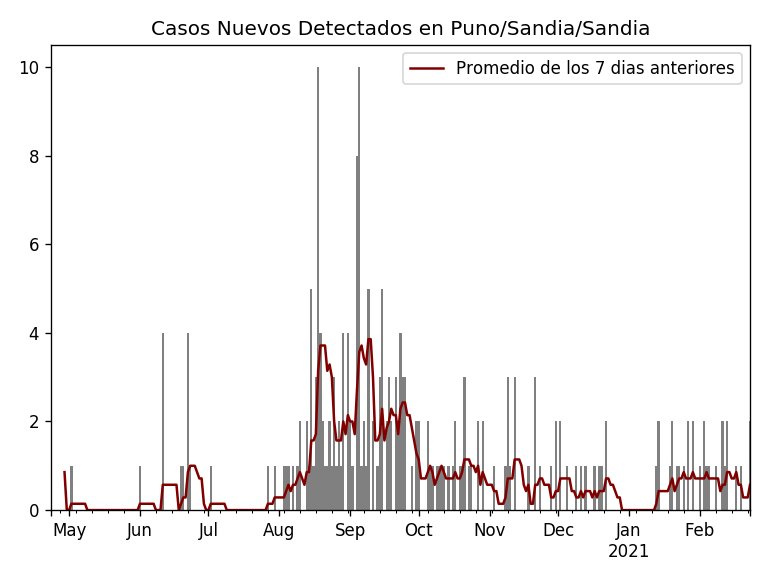 Casos Nuevos Detectados en Puno/Sandia/Sandia
Promedio de los 7 dias anteriores
10
8
6
4
2
0
May Jun Jul Aug Sep Oct Nov Dec Jan Feb
2021